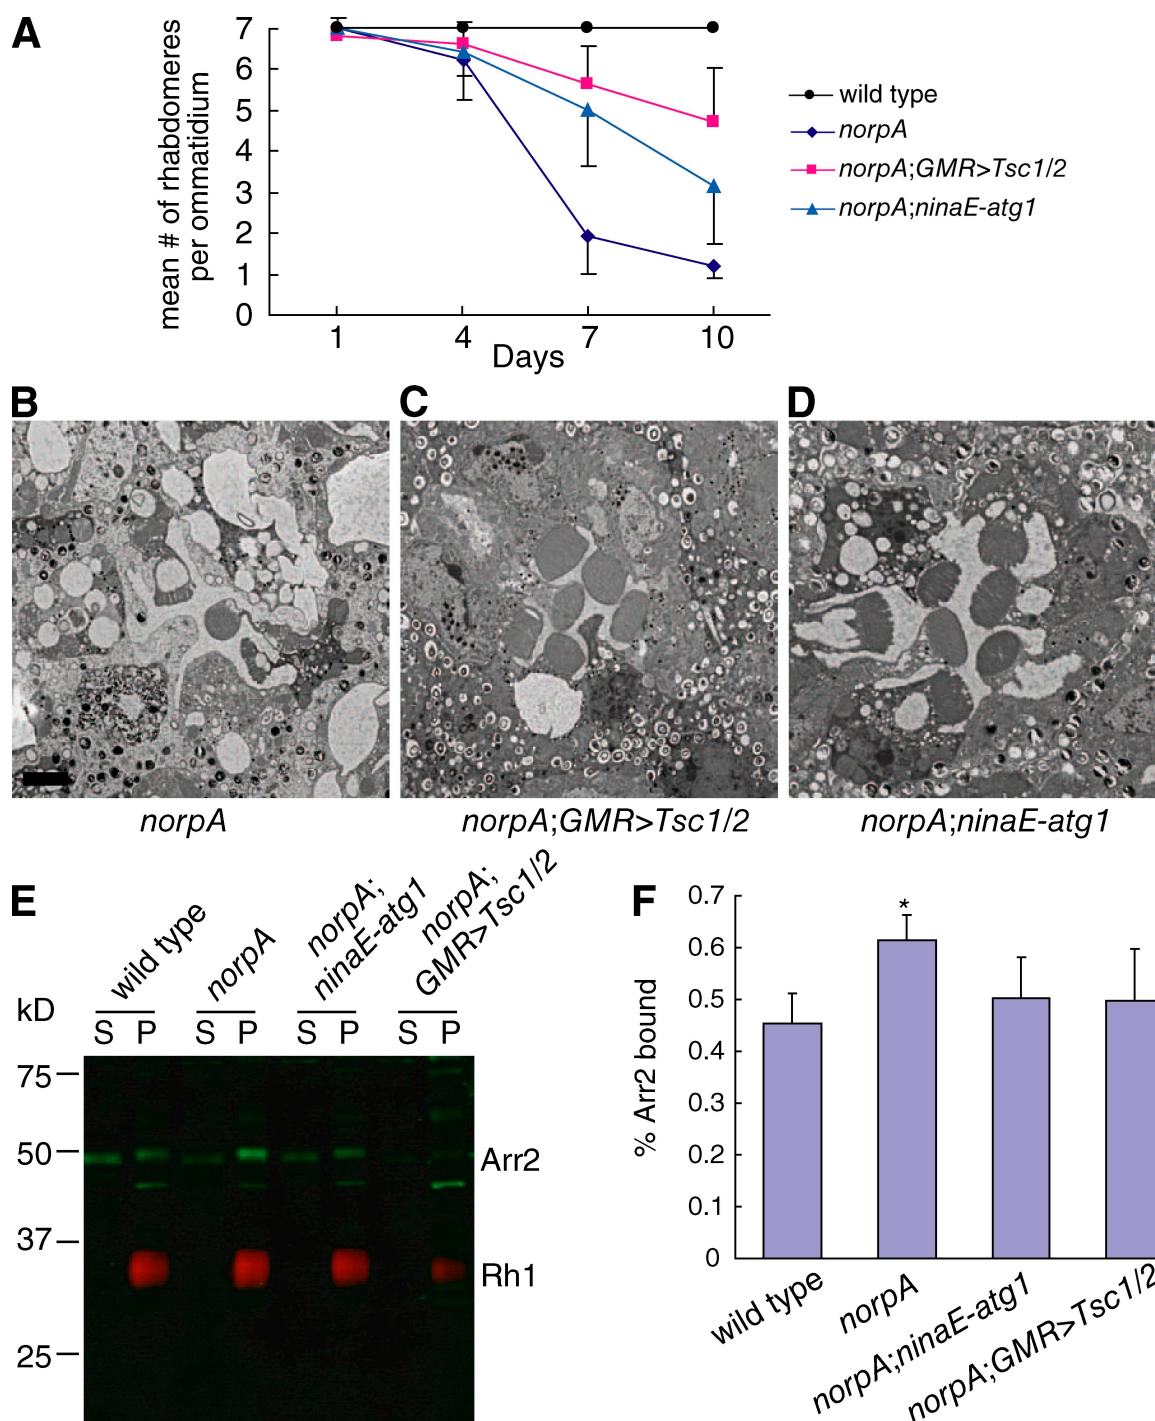 A
mean # of rhabdomeres
per ommatidium
7
6
5
4
3
2
1
0
1 4 7 10
Days
wild type
norpA
norpA;GMR>Tsc1/2
norpA;ninaE-atg1
B C D
norpA norpA;GMR>Tsc1/2 norpA;ninaE-atg1
E
wild type
norpA
norpA;
ninaE-atg1
norpA;
GMR>Tsc1/2
kD
S P S P S P S P
75
50
37
25
Arr2
Rh1
F
% Arr2 bound
0.7
0.6
0.5
0.4
0.3
0.2
0.1
0
*
wild type
norpA
norpA;ninaE-atg1
norpA;GMR>Tsc1/2